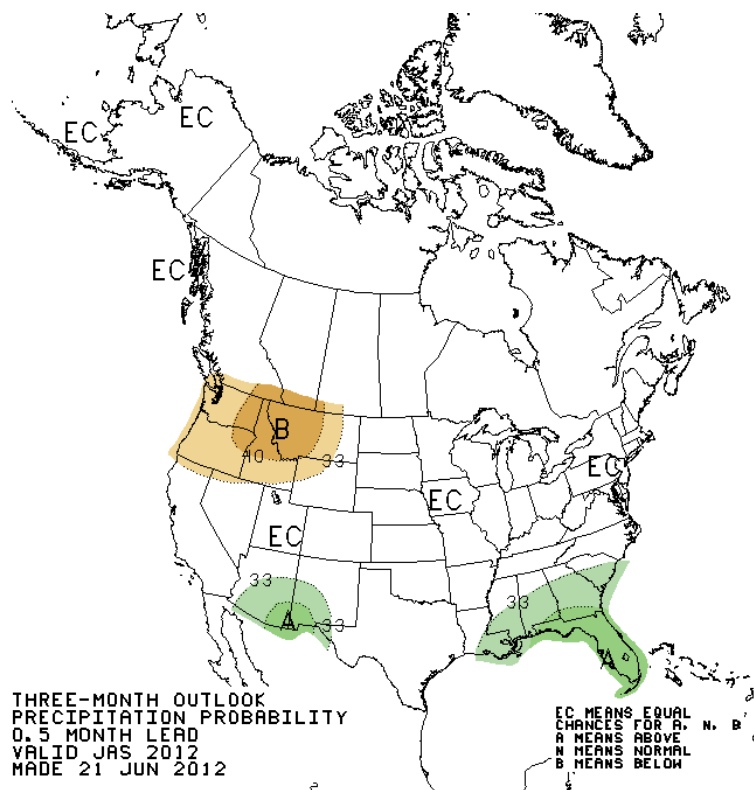 EC
EC
EC
B
40
33
EC
EC
EC
33
33
A
33
A
THREE-MONTH OUTLOOK
PRECIPITATION PROBABILITY
0.5 MONTH LEAD
VALID JAS 2012
MADE 21 JUN 2012
EC MEANS EQUAL
CHANCES FOR A, N, B
A MEANS ABOVE
N MEANS NORMAL
B MEANS BELOW